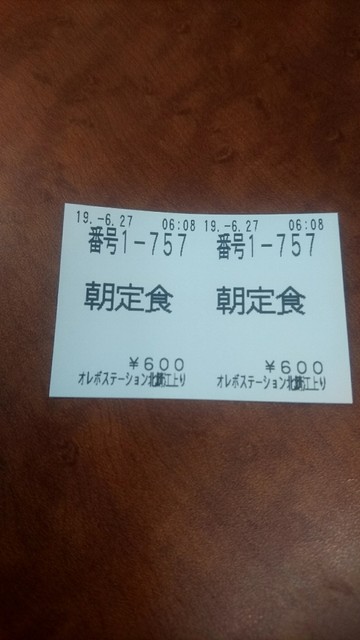 19.-6.27 06:08
番号1-757
朝定食
¥600
オレボステーション北鯖江上り
19.-6.27 06:08
番号1-757
朝定食
¥600
オレボステーション北鯖江上り